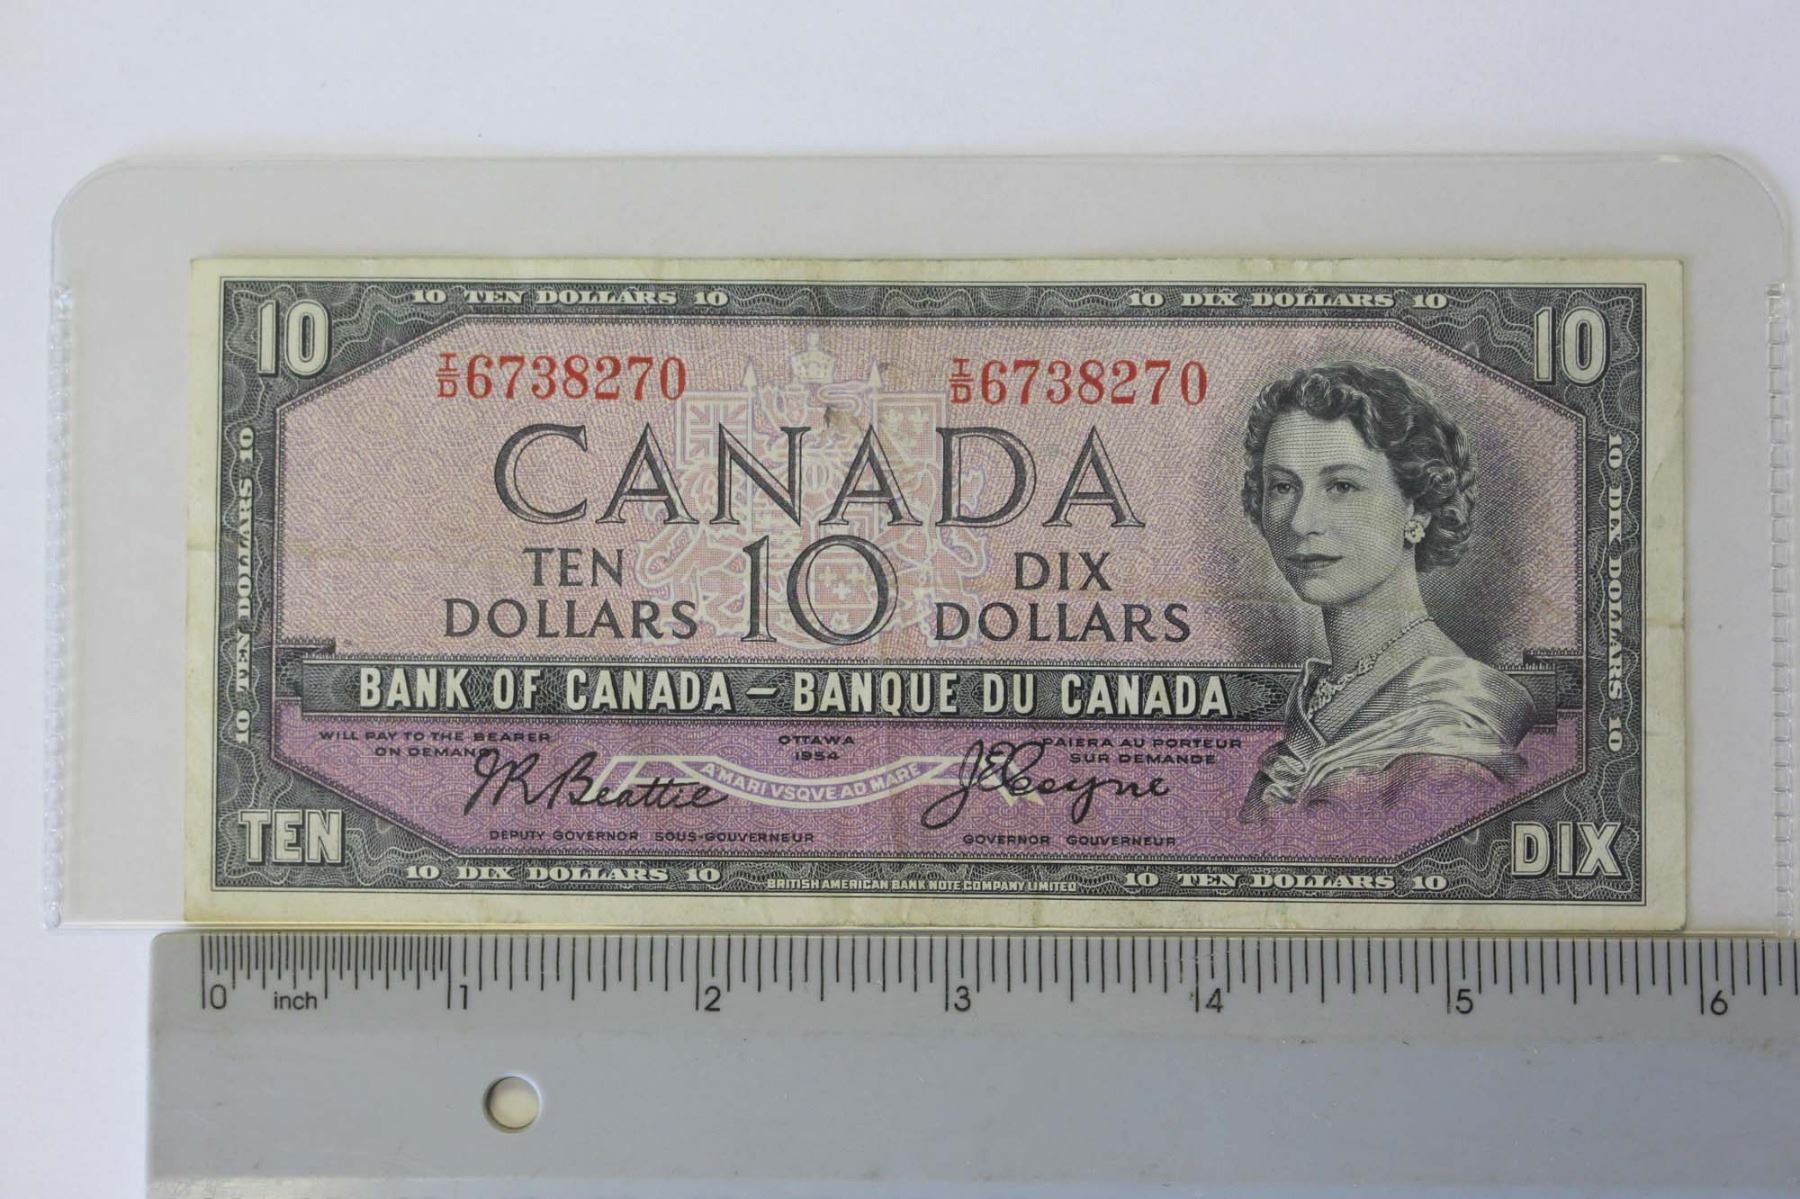 10 TEN DOLLARS 10
10 DIX DOLLARS 10
10
10
I/D 6738270
I/D 6738270
CANADA
TEN DOLLARS
10
DIX DOLLARS
10 TEN DOLLARS 10
10 DIX DOLLARS 10
BANK OF CANADA – BANQUE DU CANADA
WILL PAY TO THE BEARER
ON DEMAND
OTTAWA
1954
PAIERA AU PORTEUR
SUR DEMANDE
JR Beattie
A MARI VSQVE AD MARE
JE Coyne
DEPUTY GOVERNOR SOUS-GOUVERNEUR
GOVERNOR GOUVERNEUR
TEN
DIX
10 DIX DOLLARS 10
BRITISH AMERICAN BANK NOTE COMPANY LIMITED
10 TEN DOLLARS 10
0 inch 1 2 3 4 5 6